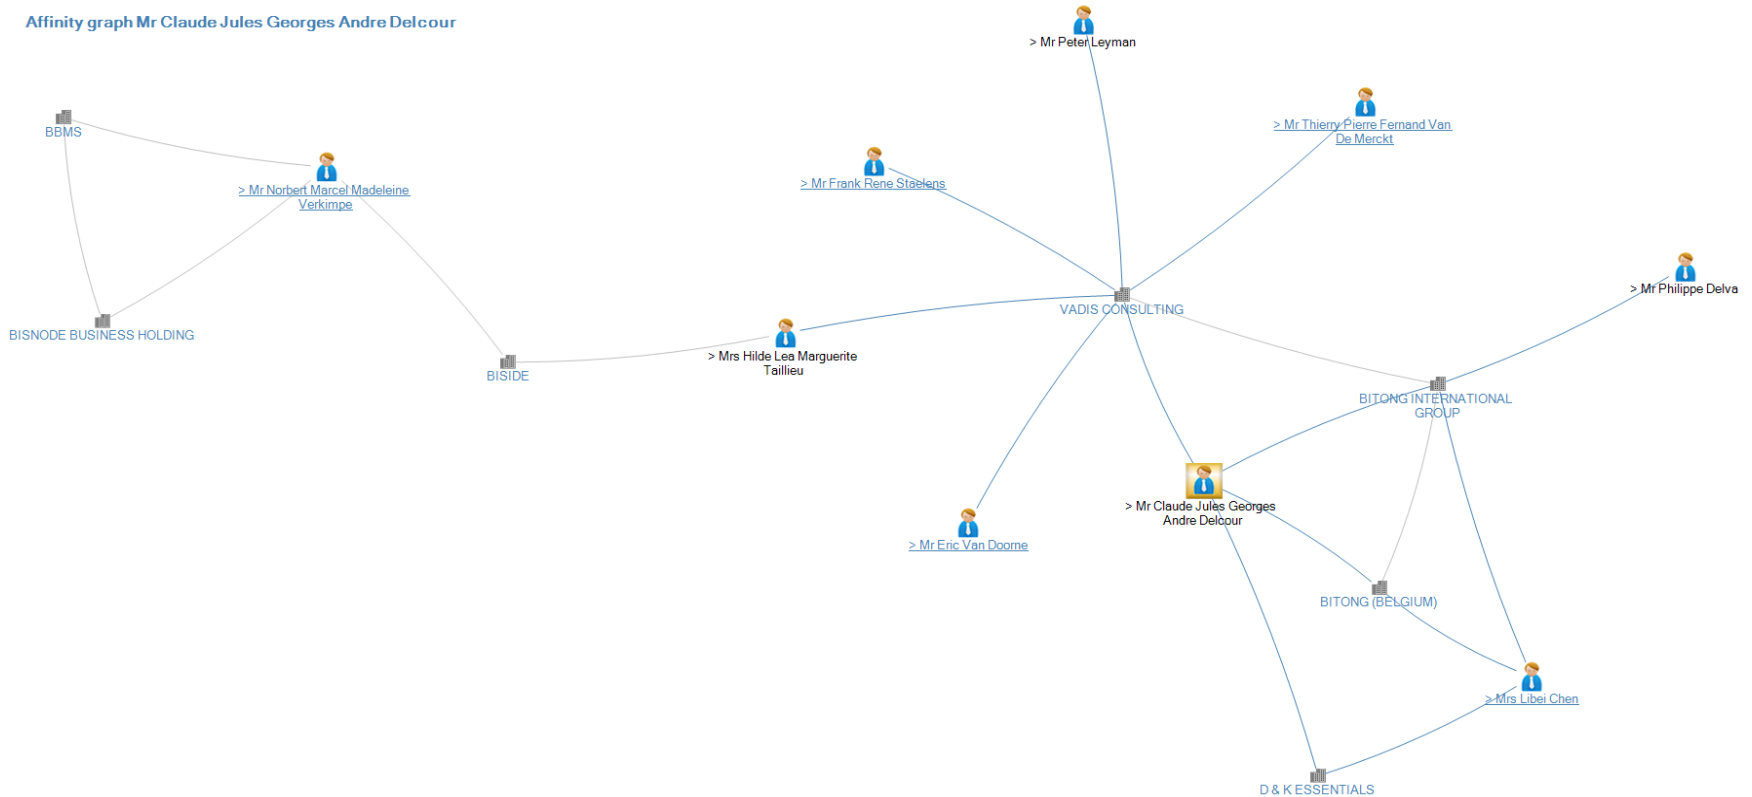 Affinity graph Mr Claude Jules Georges Andre Delcour
> Mr Peter Leyman
> Mr Thierry Pierre Fernand Van
De Merckt
BBMS
> Mr Frank Rene Staelens
> Mr Norbert Marcel Madeleine
Verkimpe
> Mr Philippe Delva
VADIS CONSULTING
BISNODE BUSINESS HOLDING
> Mrs Hilde Lea Marguerite
Taillieu
BISIDE
BITONG INTERNATIONAL
GROUP
> Mr Claude Jules Georges
Andre Delcour
> Mr Eric Van Doorne
BITONG (BELGIUM)
> Mrs Libei Chen
D & K ESSENTIALS